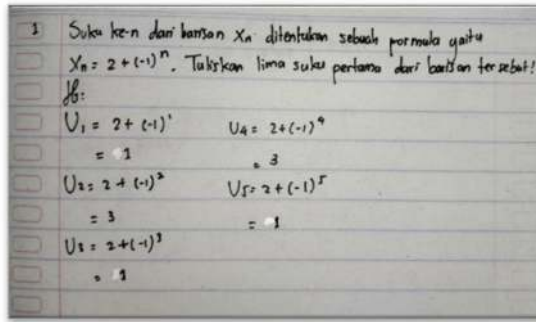 1 Suku ke-n dari barisan Xn ditentukan sebuah formula yaitu
Xn = 2 + (-1)^n. Tuliskan lima suku pertama dari barisan tersebut!
Jb:
U1 = 2 + (-1)^1
= 1
U2 = 2 + (-1)^2
= 3
U3 = 2 + (-1)^3
= 1
U4 = 2 + (-1)^4
= 3
U5 = 2 + (-1)^5
= 1